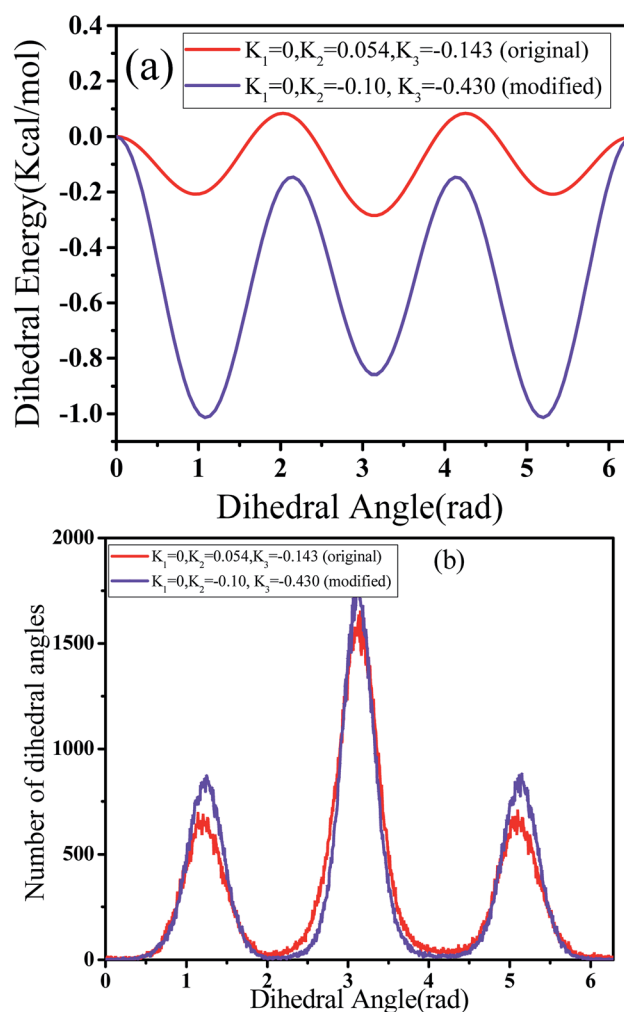 (a)
K₁=0,K₂=0.054,K₃=-0.143 (original)
K₁=0,K₂=-0.10, K₃=-0.430 (modified)
Dihedral Energy(Kcal/mol)
0.4
0.2
0.0
-0.2
-0.4
-0.6
-0.8
-1.0
0 1 2 3 4 5 6
Dihedral Angle(rad)
(b)
K₁=0,K₂=0.054,K₃=-0.143 (original)
K₁=0,K₂=-0.10, K₃=-0.430 (modified)
Number of dihedral angles
2000
1500
1000
500
0
0 1 2 3 4 5 6
Dihedral Angle(rad)